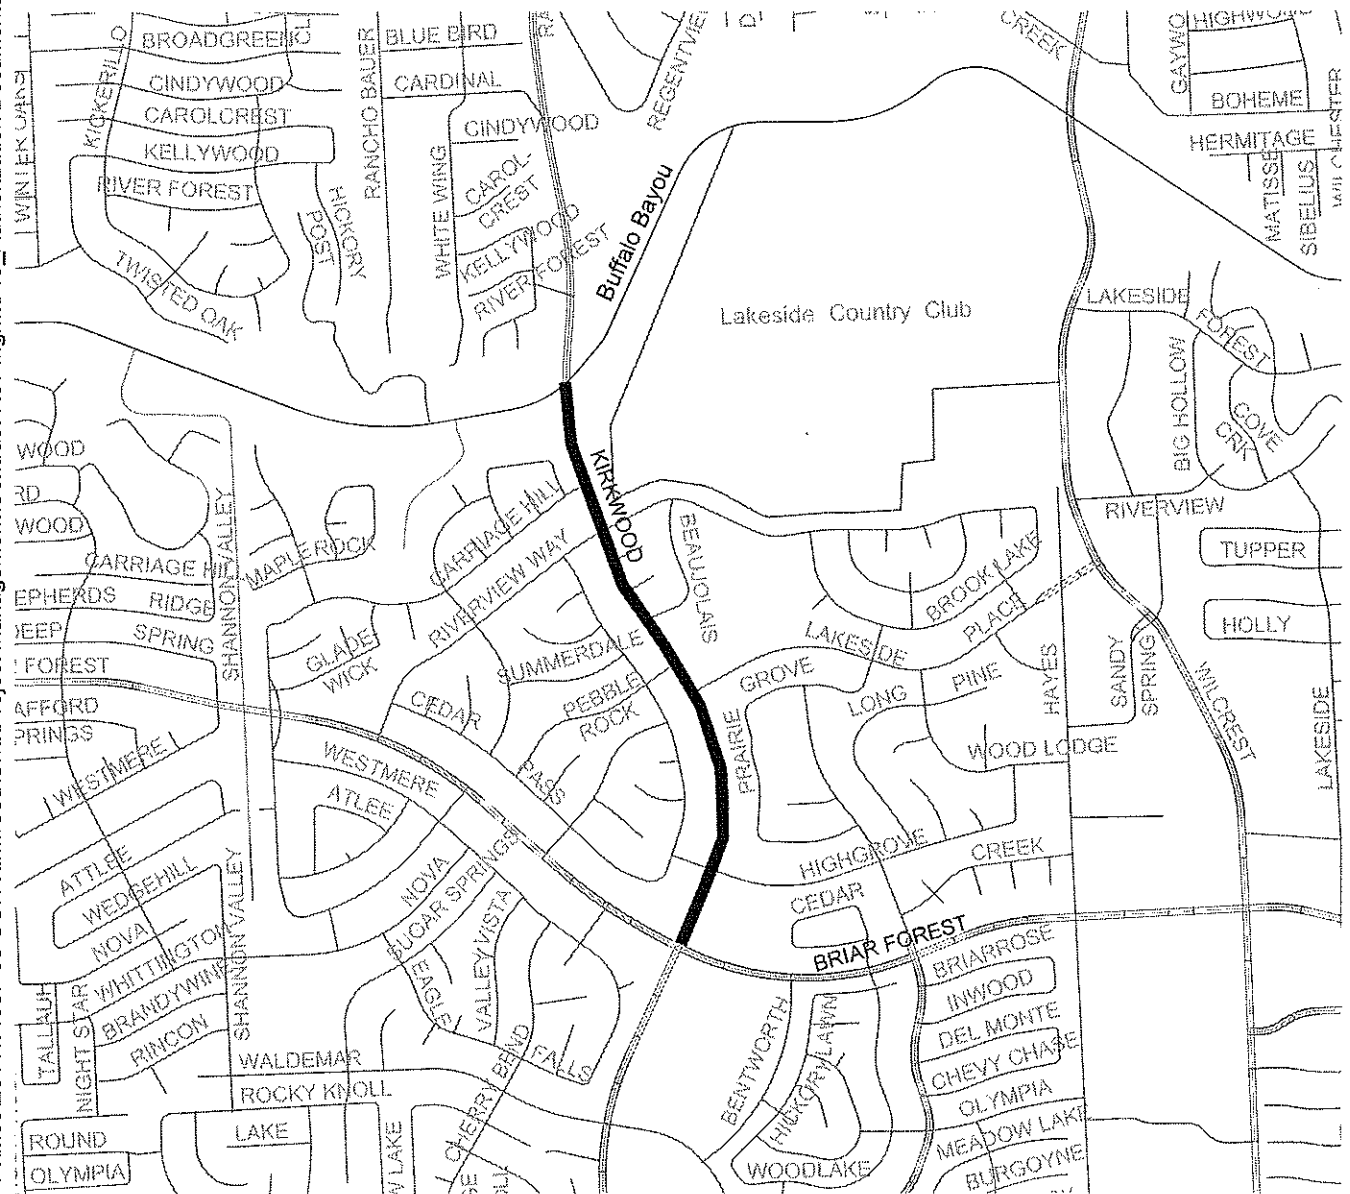 BROADGREEN
BLUE BIRD
CREEK
HIGHWOOD
KICKERILLO
CINDYWOOD
RANCHO BAUER
CARDINAL
REGENTVIEW
GAYWO
BOHEME
CAROLCREST
CINDYWOOD
HERMITAGE
KELLYWOOD
WHITE WING
CAROL-
CREST
MATISSE
SIBELIUS
RIVER FOREST
HICKORY
POST
KELLYWOOD
RIVER FOREST
Buffalo Bayou
TWISTED OAK
Lakeside Country Club
LAKESIDE
FOREST
BIG HOLLOW
COVE
CRK
WOOD
RD
WOOD
SHANNON VALLEY
MAPLE ROCK
CARRIAGE HILL
KIRKWOOD
BEAUJOLAIS
RIVERVIEW
TUPPER
CARRIAGE HI
EPHERDS RIDGE
RIVERVIEW WAY
BROOK LAKE
PLACE
HOLLY
DEEP SPRING
FOREST
GLADE
WICK
SUMMERDALE
LAKESIDE
GROVE
HAYES
SANDY
SPRING
WILCREST
LAKESIDE
AFFORD
PRINGS
CEDAR
PASS
PEBBLE
ROCK
PRAIRIE
LONG PINE
WOOD LODGE
WESTMERE
WESTMERE
ATLEE
ATTLEE
WEDGEHILL
NOVA
NOVA
SUGAR SPRINGS
HIGHGROVE
CREEK
CEDAR
BRIAR FOREST
WHITTINGTON
SHANNON VALLEY
EAGLE
VALLEY VISTA
BRIARROSE
INWOOD
TALLAUH
NIGHT STAR
BRANDYWINE
RINCON
CHERRY BEND
FALLS
BENTWORTH
HICKORY LAWN
DEL MONTE
CHEVY CHASE
WALDEMAR
ROCKY KNOLL
OLYMPIA
ROUND
OLYMPIA
LAKE
W LAKE
WOODLAKE
MEADOW LAKE
BURGOYNE